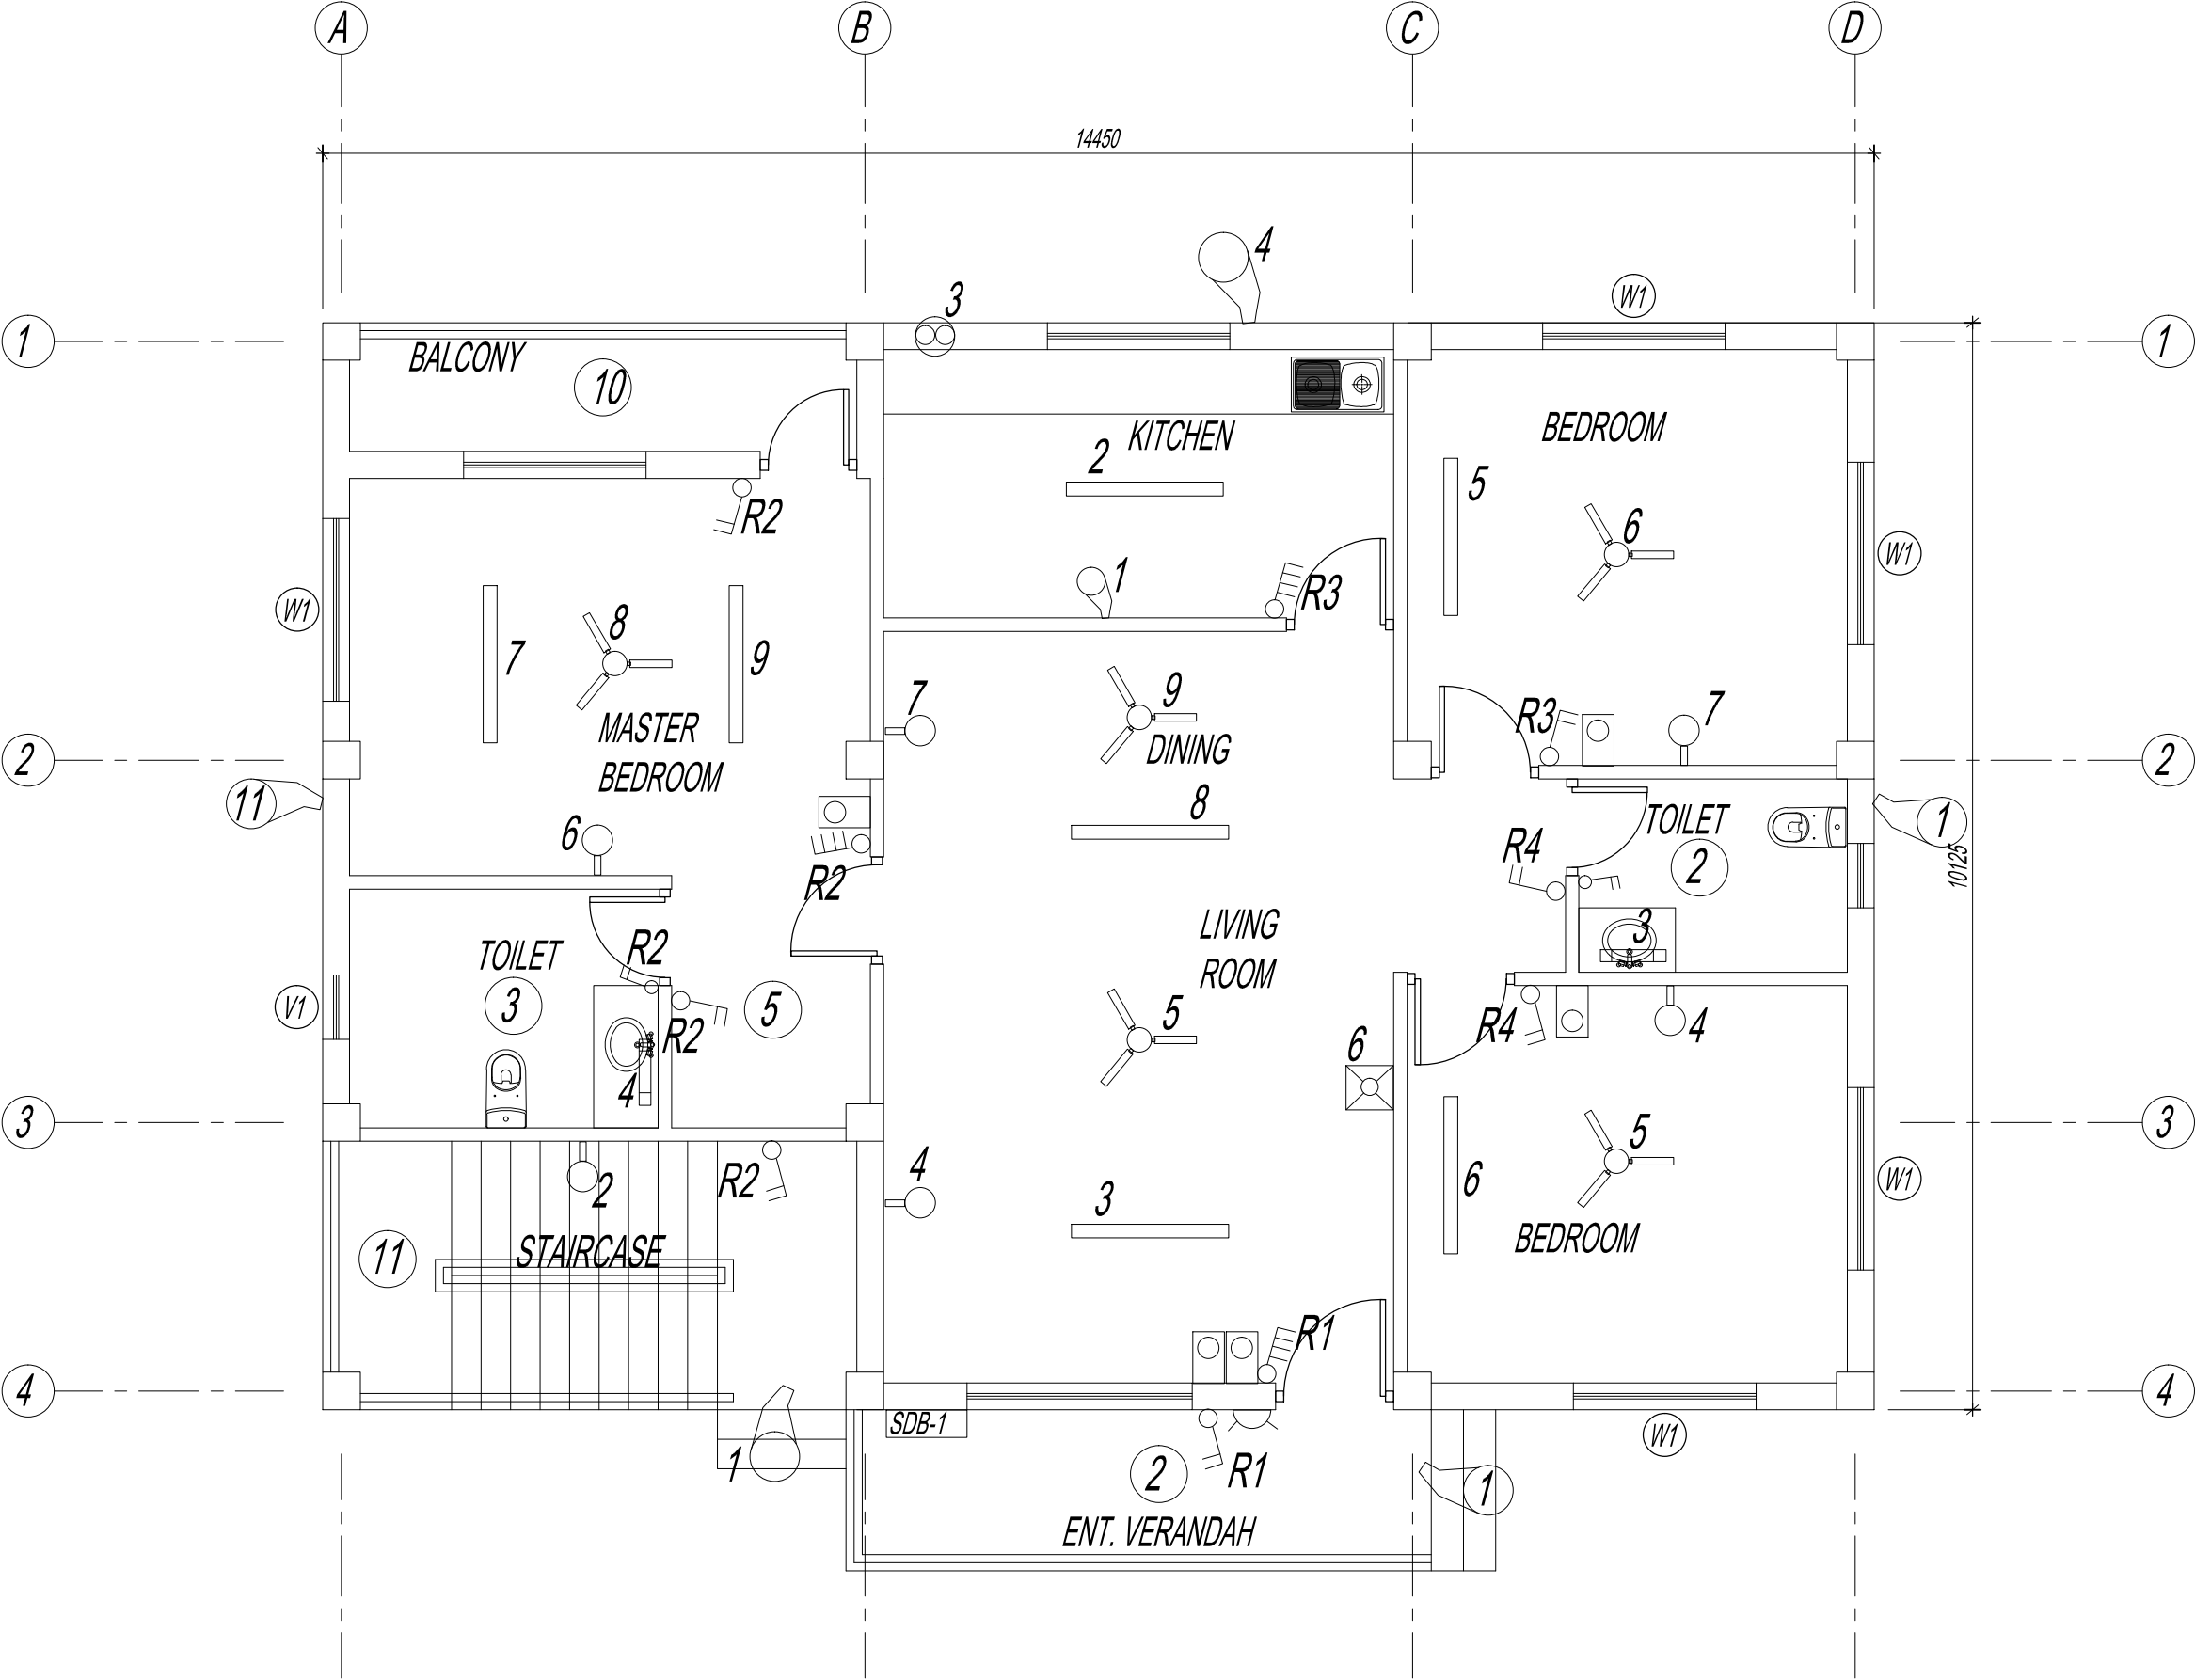 A
B
C
D
14450
4
3
W1
1
1
BALCONY
10
KITCHEN
BEDROOM
2
5
6
R2
W1
1
R3
W1
8
7
9
9
7
R3
7
MASTER
DINING
BEDROOM
2
2
11
8
1
6
R4
TOILET
2
R2
10125
LIVING
ROOM
3
TOILET
R2
3
5
V1
R2
5
R4
4
6
4
3
3
5
2
R2
4
3
6
W1
STAIRCASE
BEDROOM
11
R1
4
4
SDB-1
W1
1
2
R1
1
ENT. VERANDAH